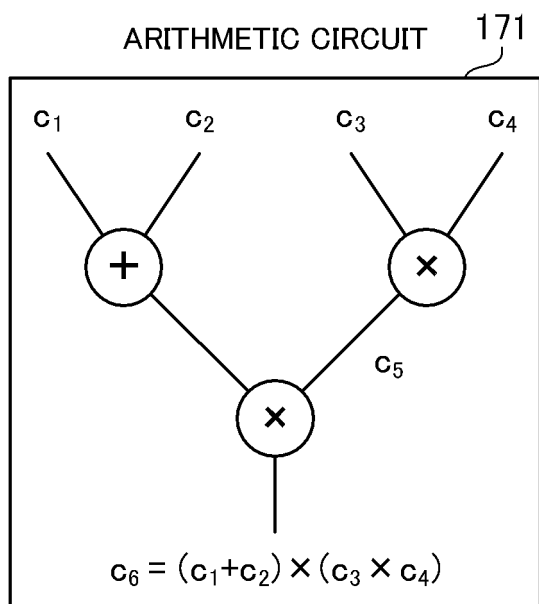 ARITHMETIC CIRCUIT 171
c₁ c₂ c₃ c₄
+ ×
c₅
×
c₆ = (c₁+c₂) × (c₃ × c₄)